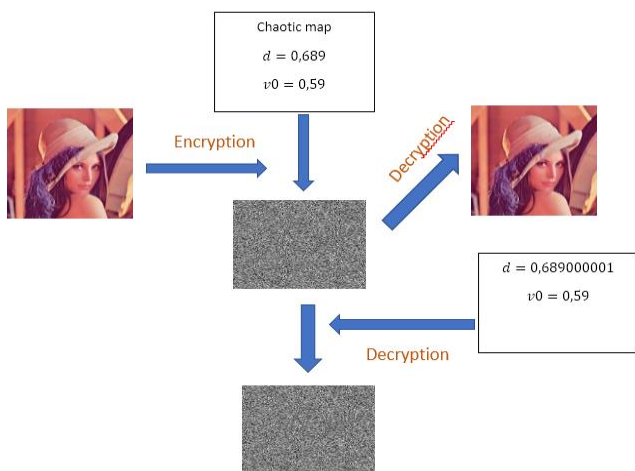 Chaotic map
d = 0,689
v0 = 0,59
Encryption
Decryption
d = 0,689000001
v0 = 0,59
Decryption